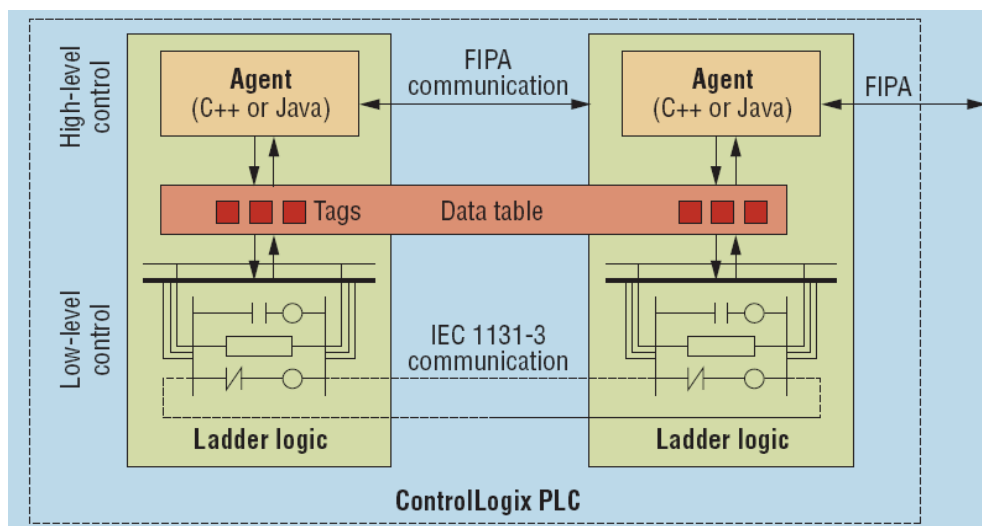 High-level
control
Agent
(C++ or Java)
FIPA
communication
Agent
(C++ or Java)
FIPA
Tags
Data table
Low-level
control
IEC 1131-3
communication
Ladder logic
Ladder logic
ControlLogix PLC